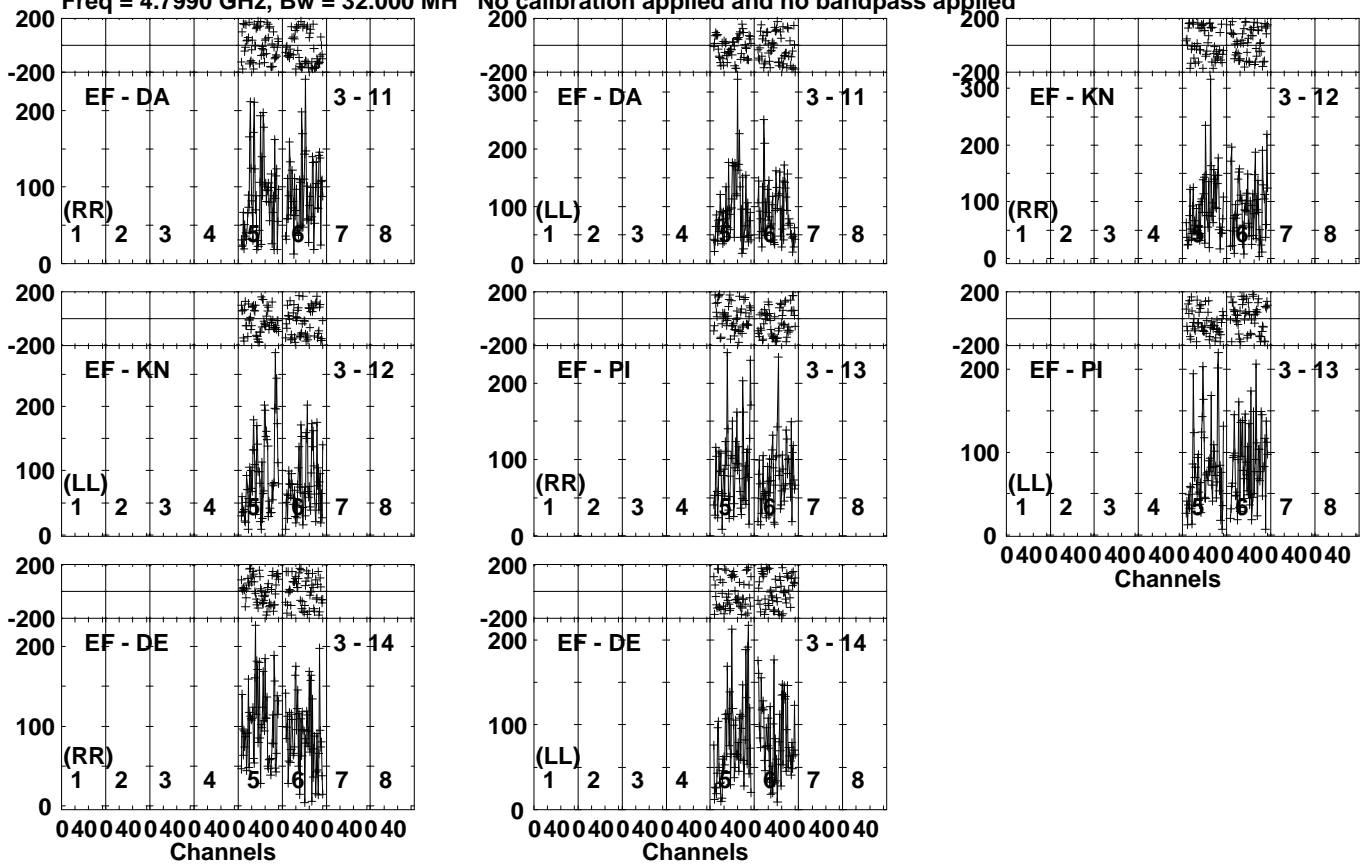 Freq = 4.7990 GHz, Bw = 32.000 MH No calibration applied and no bandpass applied
200
-200
200
100
0
EF - DA 3 - 11
(RR)
1 2 3 4 5 6 7 8
200
-200
300
200
100
0
EF - DA 3 - 11
(LL)
1 2 3 4 5 6 7 8
200
-200
300
200
100
0
EF - KN 3 - 12
(RR)
1 2 3 4 5 6 7 8
200
-200
200
100
0
EF - KN 3 - 12
(LL)
1 2 3 4 5 6 7 8
200
-200
200
100
0
EF - PI 3 - 13
(RR)
1 2 3 4 5 6 7 8
200
-200
200
100
0
EF - PI 3 - 13
(LL)
1 2 3 4 5 6 7 8
0 40 0 40 0 40 0 40 0 40 0 40 0 40 0 40
Channels
200
-200
200
100
0
EF - DE 3 - 14
(RR)
1 2 3 4 5 6 7 8
0 40 0 40 0 40 0 40 0 40 0 40 0 40 0 40
Channels
200
-200
200
100
0
EF - DE 3 - 14
(LL)
1 2 3 4 5 6 7 8
0 40 0 40 0 40 0 40 0 40 0 40 0 40 0 40
Channels